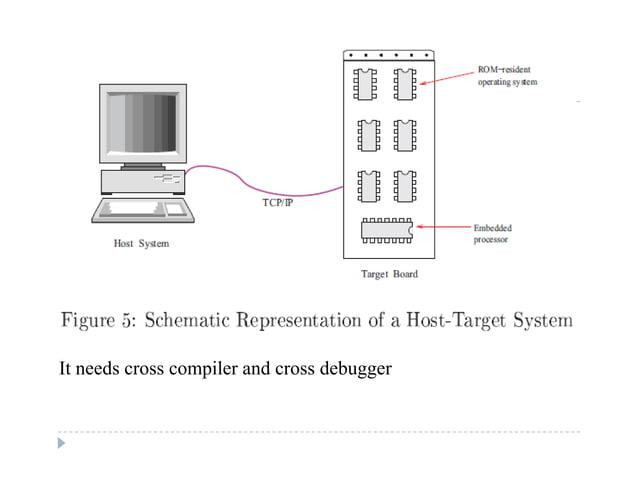 ROM-resident
operating system
TCP/IP
Host System
Embedded
processor
Target Board
Figure 5: Schematic Representation of a Host-Target System
It needs cross compiler and cross debugger